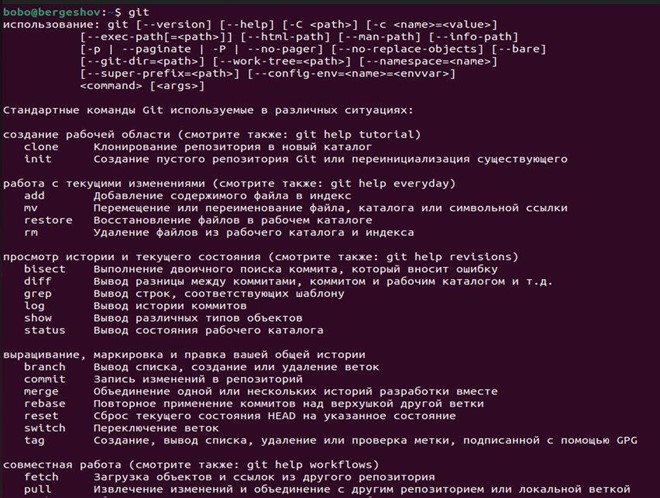 bobo@bergeshov:~$ git
использование: git [--version] [--help] [-C <path>] [-c <name>=<value>]
[--exec-path[=<path>]] [--html-path] [--man-path] [--info-path]
[-p | --paginate | -P | --no-pager] [--no-replace-objects] [--bare]
[--git-dir=<path>] [--work-tree=<path>] [--namespace=<name>]
[--super-prefix=<path>] [--config-env=<name>=<envvar>]
<command> [<args>]
Стандартные команды Git используемые в различных ситуациях:
создание рабочей области (смотрите также: git help tutorial)
clone Клонирование репозитория в новый каталог
init Создание пустого репозитория Git или переинициализация существующего
работа с текущими изменениями (смотрите также: git help everyday)
add Добавление содержимого файла в индекс
mv Перемещение или переименование файла, каталога или символьной ссылки
restore Восстановление файлов в рабочем каталоге
rm Удаление файлов из рабочего каталога и индекса
просмотр истории и текущего состояния (смотрите также: git help revisions)
bisect Выполнение двоичного поиска коммита, который вносит ошибку
diff Вывод разницы между коммитами, коммитом и рабочим каталогом и т.д.
grep Вывод строк, соответствующих шаблону
log Вывод истории коммитов
show Вывод различных типов объектов
status Вывод состояния рабочего каталога
выращивание, маркировка и правка вашей общей истории
branch Вывод списка, создание или удаление веток
commit Запись изменений в репозиторий
merge Объединение одной или нескольких историй разработки вместе
rebase Повторное применение коммитов над верхушкой другой ветки
reset Сброс текущего состояния HEAD на указанное состояние
switch Переключение веток
tag Создание, вывод списка, удаление или проверка метки, подписанной с помощью GPG
совместная работа (смотрите также: git help workflows)
fetch Загрузка объектов и ссылок из другого репозитория
pull Извлечение изменений и объединение с другим репозиторием или локальной веткой